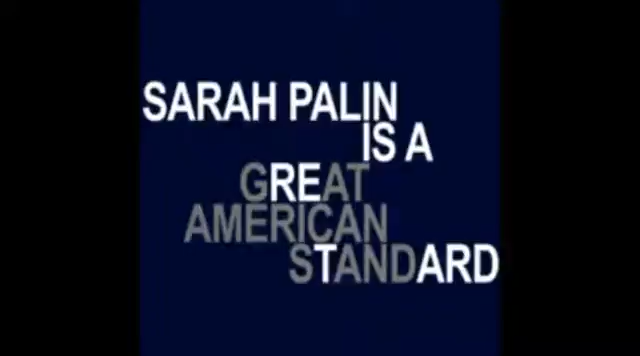 SARAH PALIN
IS A
GREAT
AMERICAN
STANDARD